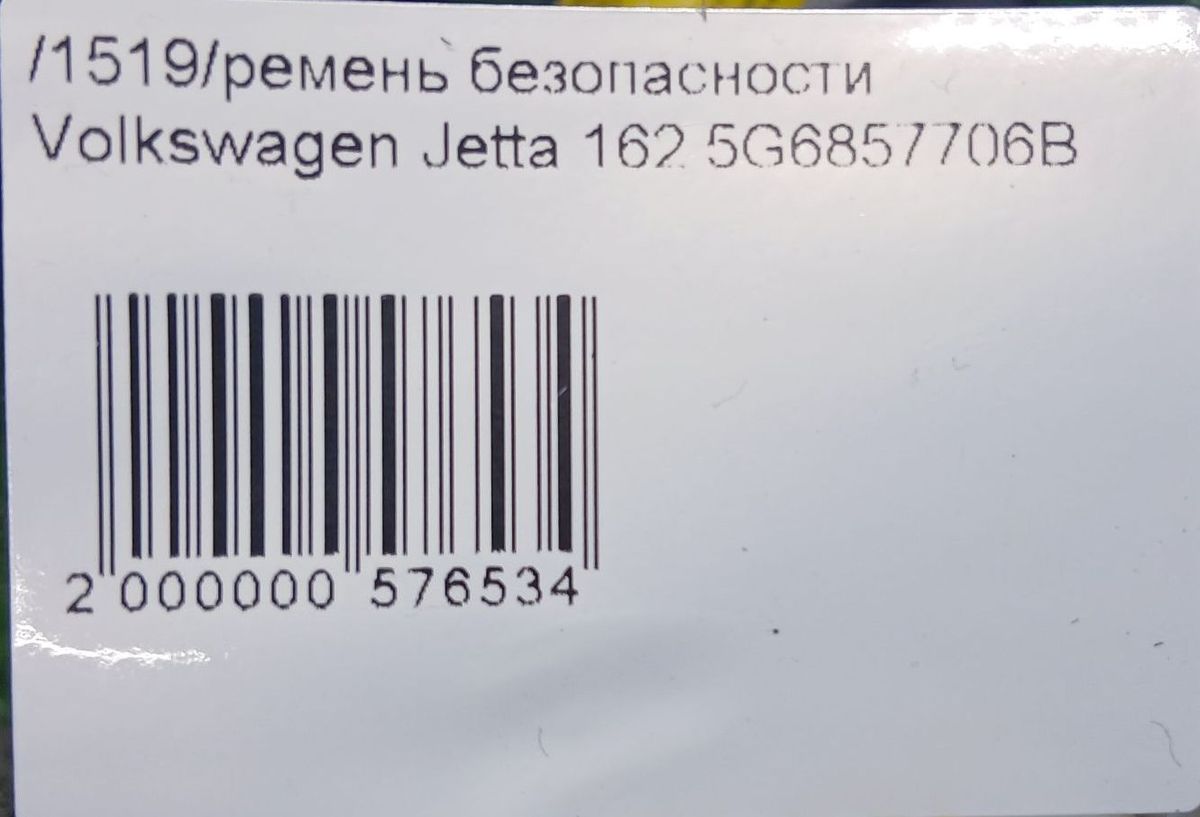 /1519/ремень безопасности
Volkswagen Jetta 162 5G6857706B
2 000000 576534